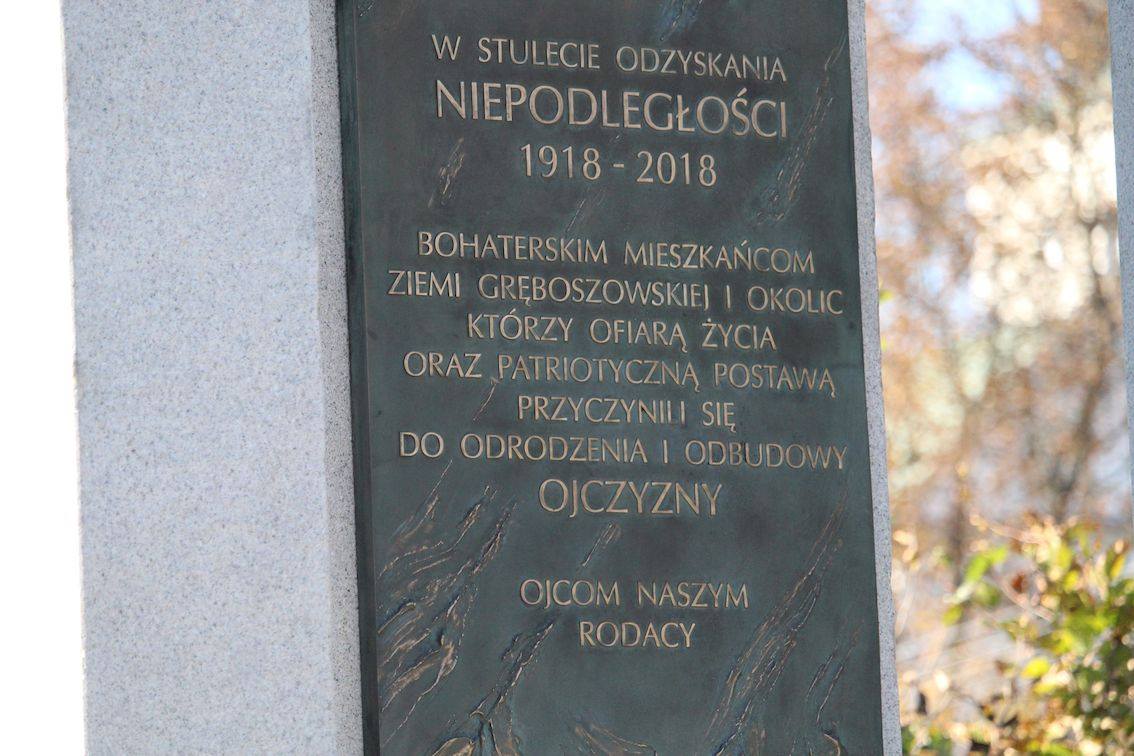 W STULECIE ODZYSKANIA
NIEPODLEGŁOŚCI
1918 - 2018
BOHATERSKIM MIESZKAŃCOM
ZIEMI GRĘBOSZOWSKIEJ I OKOLIC
KTÓRZY OFIARĄ ŻYCIA
ORAZ PATRIOTYCZNĄ POSTAWĄ
PRZYCZYNILI SIĘ
DO ODRODZENIA I ODBUDOWY
OJCZYZNY
OJCOM NASZYM
RODACY